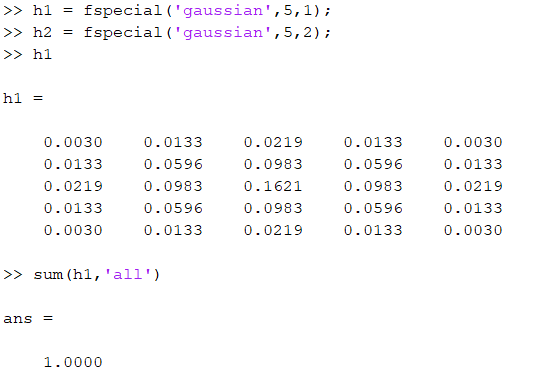 >> h1 = fspecial('gaussian',5,1);
>> h2 = fspecial('gaussian',5,2);
>> h1
h1 =
0.0030 0.0133 0.0219 0.0133 0.0030
0.0133 0.0596 0.0983 0.0596 0.0133
0.0219 0.0983 0.1621 0.0983 0.0219
0.0133 0.0596 0.0983 0.0596 0.0133
0.0030 0.0133 0.0219 0.0133 0.0030
>> sum(h1,'all')
ans =
1.0000